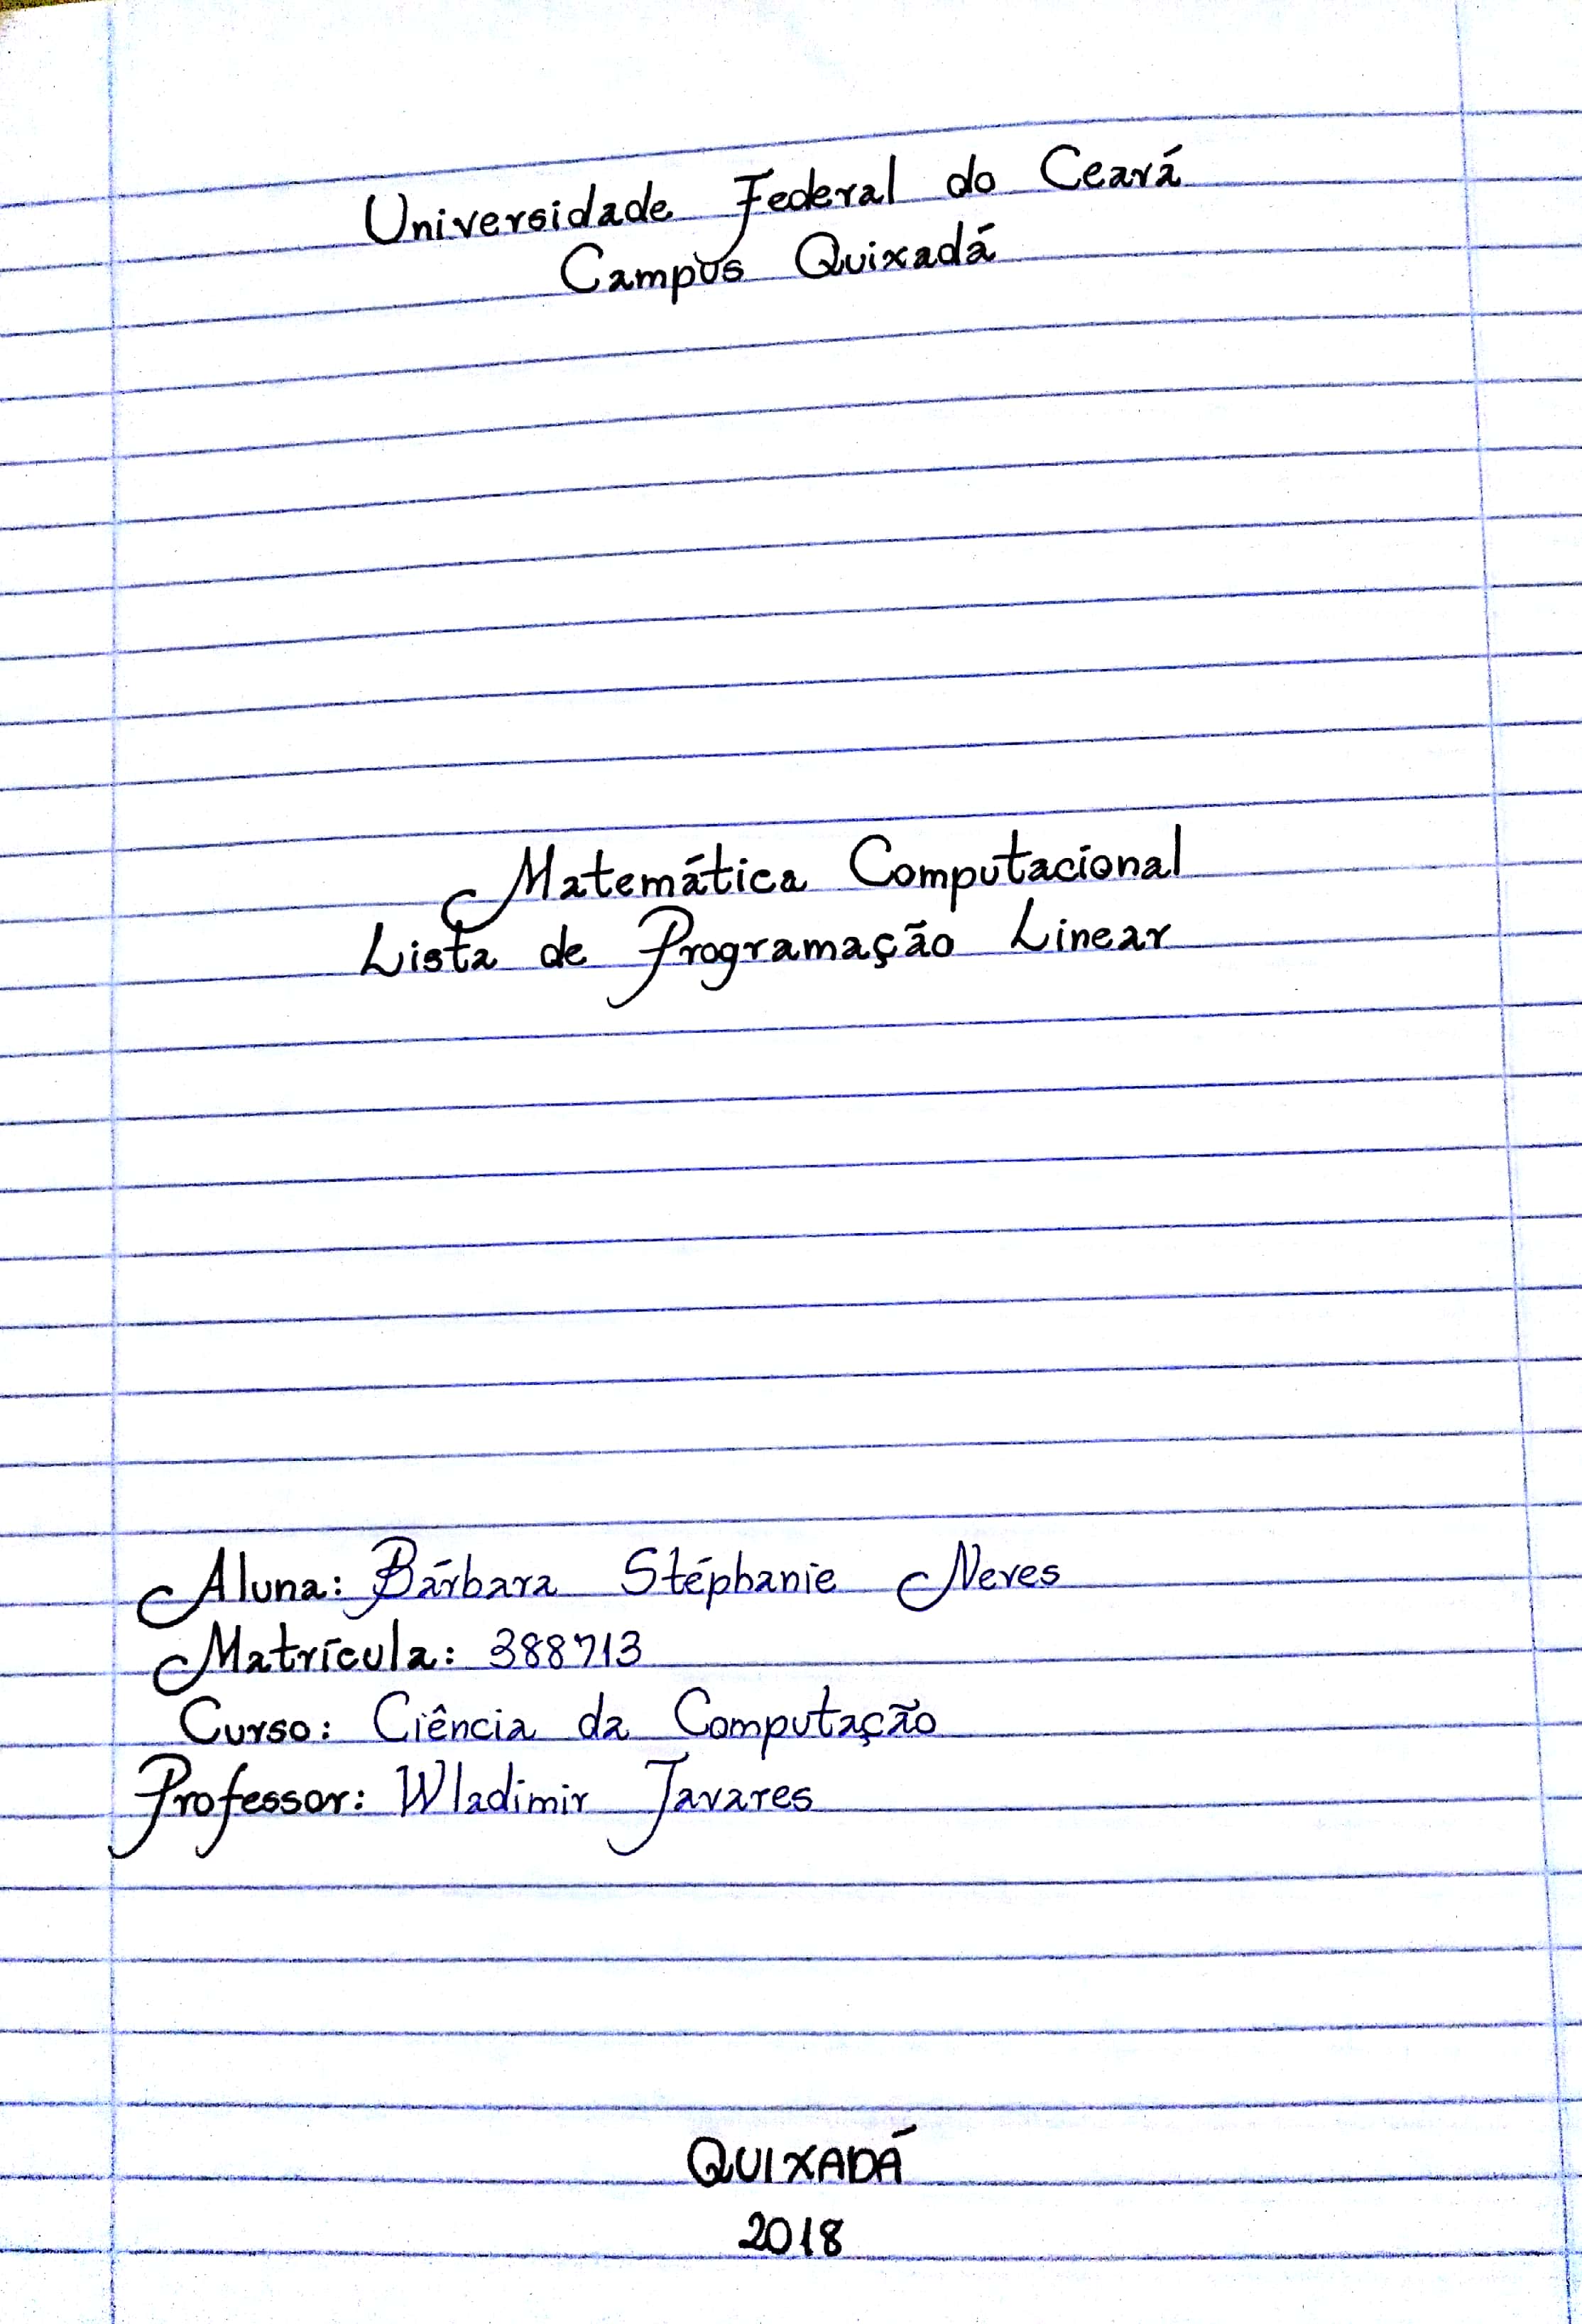 Universidade Federal do Ceará
Campus Quixadá
Matemática Computacional
Lista de Programação Linear
Aluna: Bárbara Stéphanie Neves
Matrícula: 388713
Curso: Ciência da Computação
Professor: Wladimir Tavares
QUIXADÁ
2018